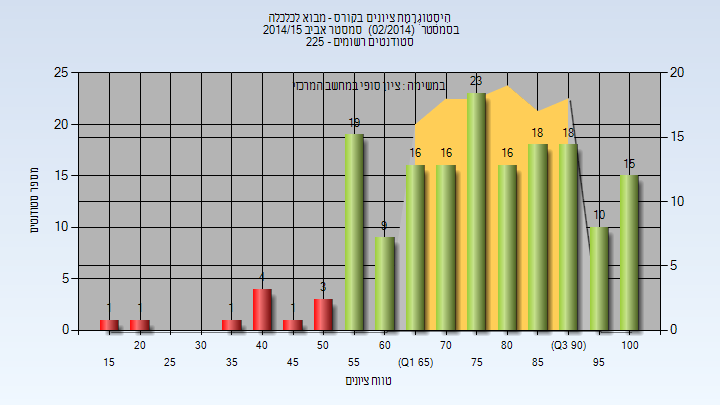 היסטוגרמת ציונים בקורס - מבוא לכלכלה
בסמסטר (02/2014) סמסטר אביב 2014/15
סטודנטים רשומים - 225
במשימה : ציון סופי במחשב המרכזי
25 20
20 15
15 10
10 5
5 0
0
מספר סטודנטים
1 1 1 4 1 3 19 9 16 16 23 16 18 18 10 15
20 30 40 50 60 70 80 (Q3 90) 100
15 25 35 45 55 (Q1 65) 75 85 95
טווח ציונים